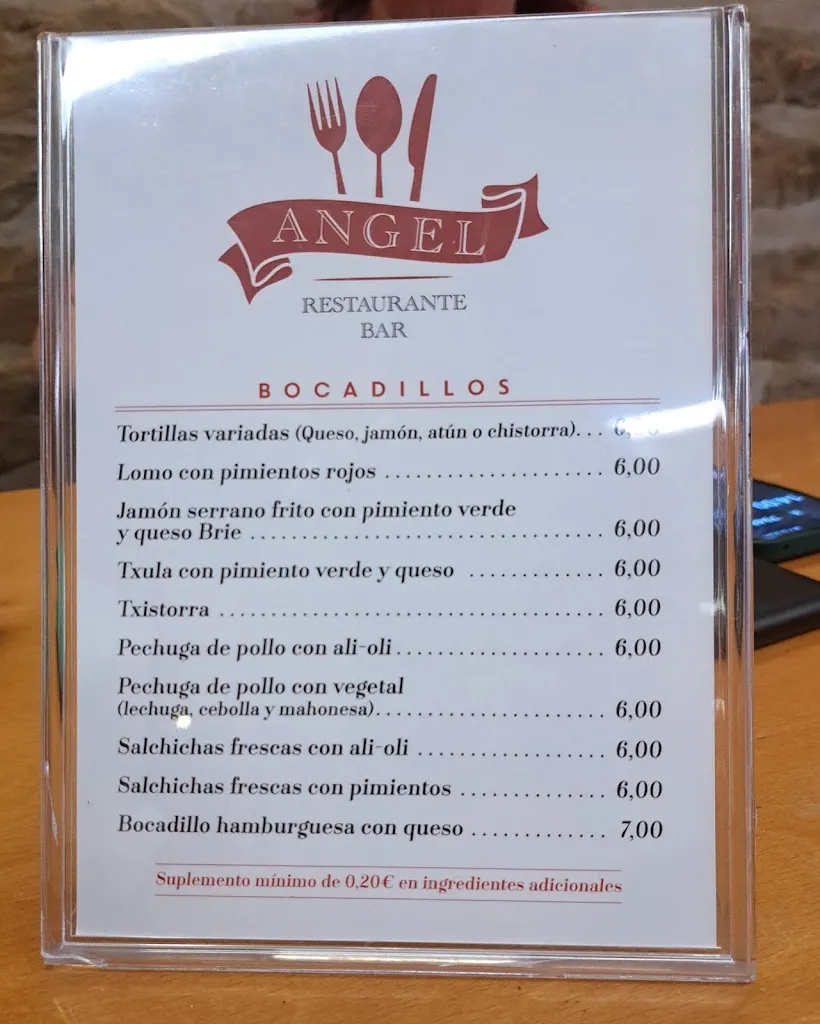 ANGEL
RESTAURANTE
BAR
BOCADILLOS
Tortillas variadas (Queso, jamón, atún o chistorra)...
Lomo con pimientos rojos .................... 6,00
Jamón serrano frito con pimiento verde
y queso Brie ................................ 6,00
Txula con pimiento verde y queso ............ 6,00
Txistorra ................................... 6,00
Pechuga de pollo con ali-oli................... 6,00
Pechuga de pollo con vegetal
(lechuga, cebolla y mahonesa)..................... 6,00
Salchichas frescas con ali-oli ................. 6,00
Salchichas frescas con pimientos ............. 6,00
Bocadillo hamburguesa con queso ............ 7,00
Suplemento mínimo de 0,20€ en ingredientes adicionales